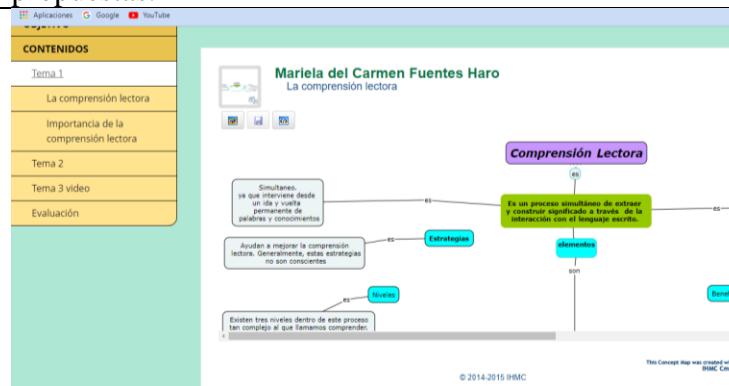 Aplicaciones Google YouTube
CONTENIDOS
Tema 1
La comprensión lectora
Importancia de la
comprensión lectora
Tema 2
Tema 3 video
Evaluación
Mariela del Carmen Fuentes Haro
La comprensión lectora
Comprensión Lectora
es
Simultaneo.
ya que interviene desde
un ida y vuelta
permanente de
palabras y conocimientos
es
Es un proceso simultáneo de extraer
y construir significado a través de la
interacción con el lenguaje escrito.
es
Ayudan a mejorar la comprensión
lectora. Generalmente, estas estrategias
no son conscientes
es
Estrategias
elementos
son
Niveles
es
Existen tres niveles dentro de este proceso
tan complejo al que llamamos comprender.
This Concept Map was created wi
© 2014-2015 IHMC